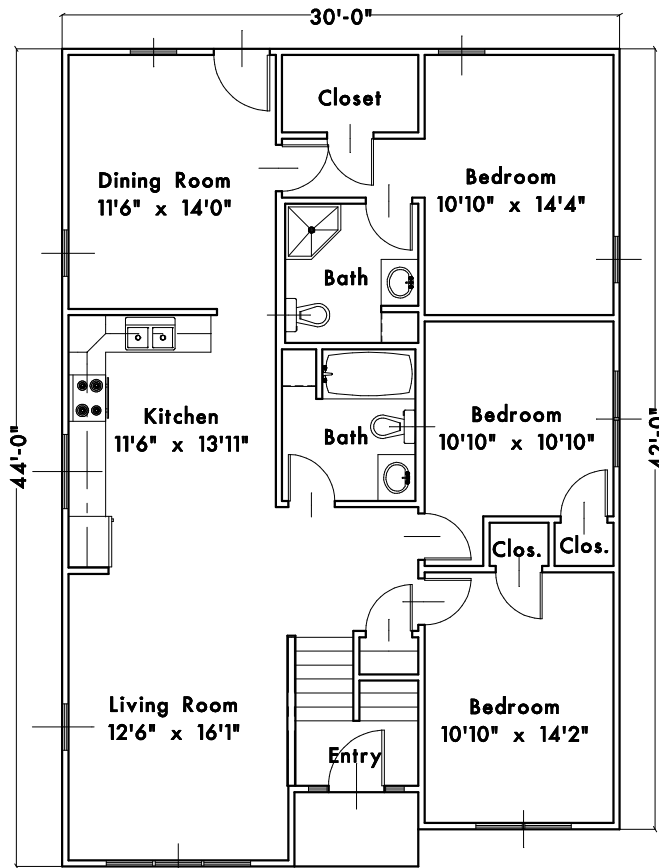 30'-0"
Closet
Dining Room
11'6" x 14'0"
Bedroom
10'10" x 14'4"
Bath
Kitchen
11'6" x 13'11"
Bath
Bedroom
10'10" x 10'10"
44'-0"
42'-0"
Clos.
Clos.
Living Room
12'6" x 16'1"
Bedroom
10'10" x 14'2"
Entry